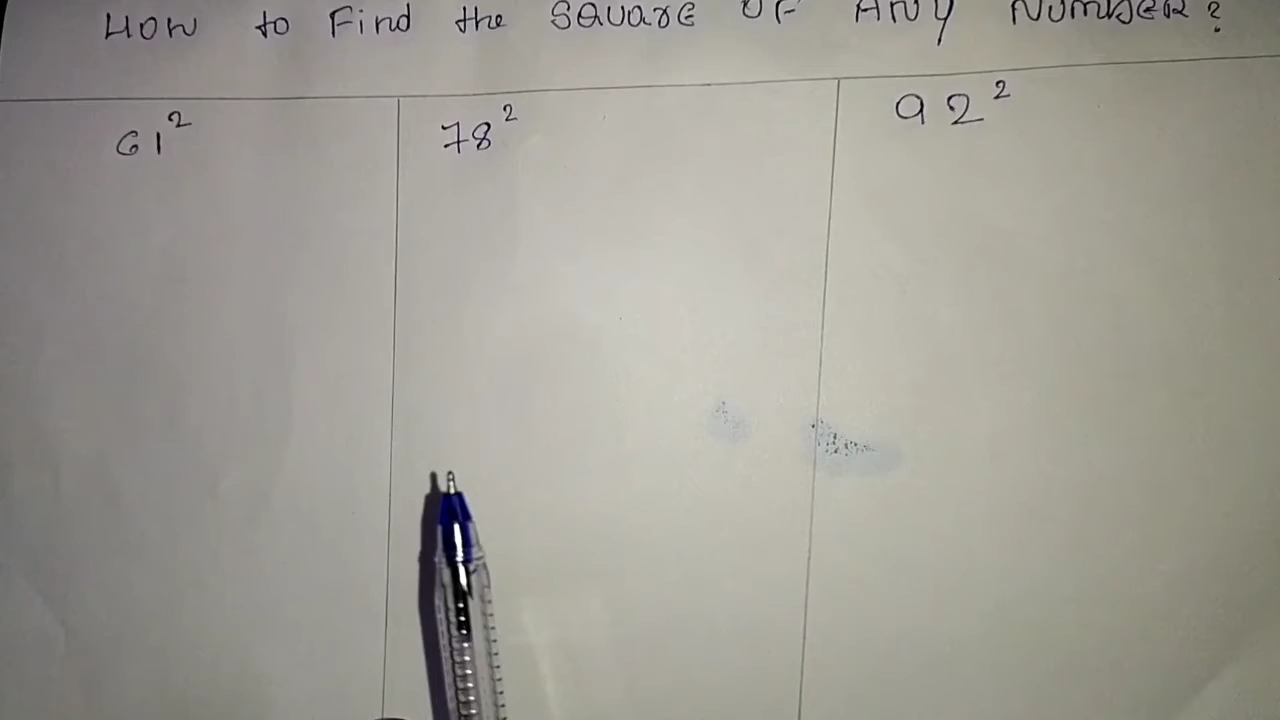 How to Find the SQUARE OF ANY NUMBER?
61²
78²
92²